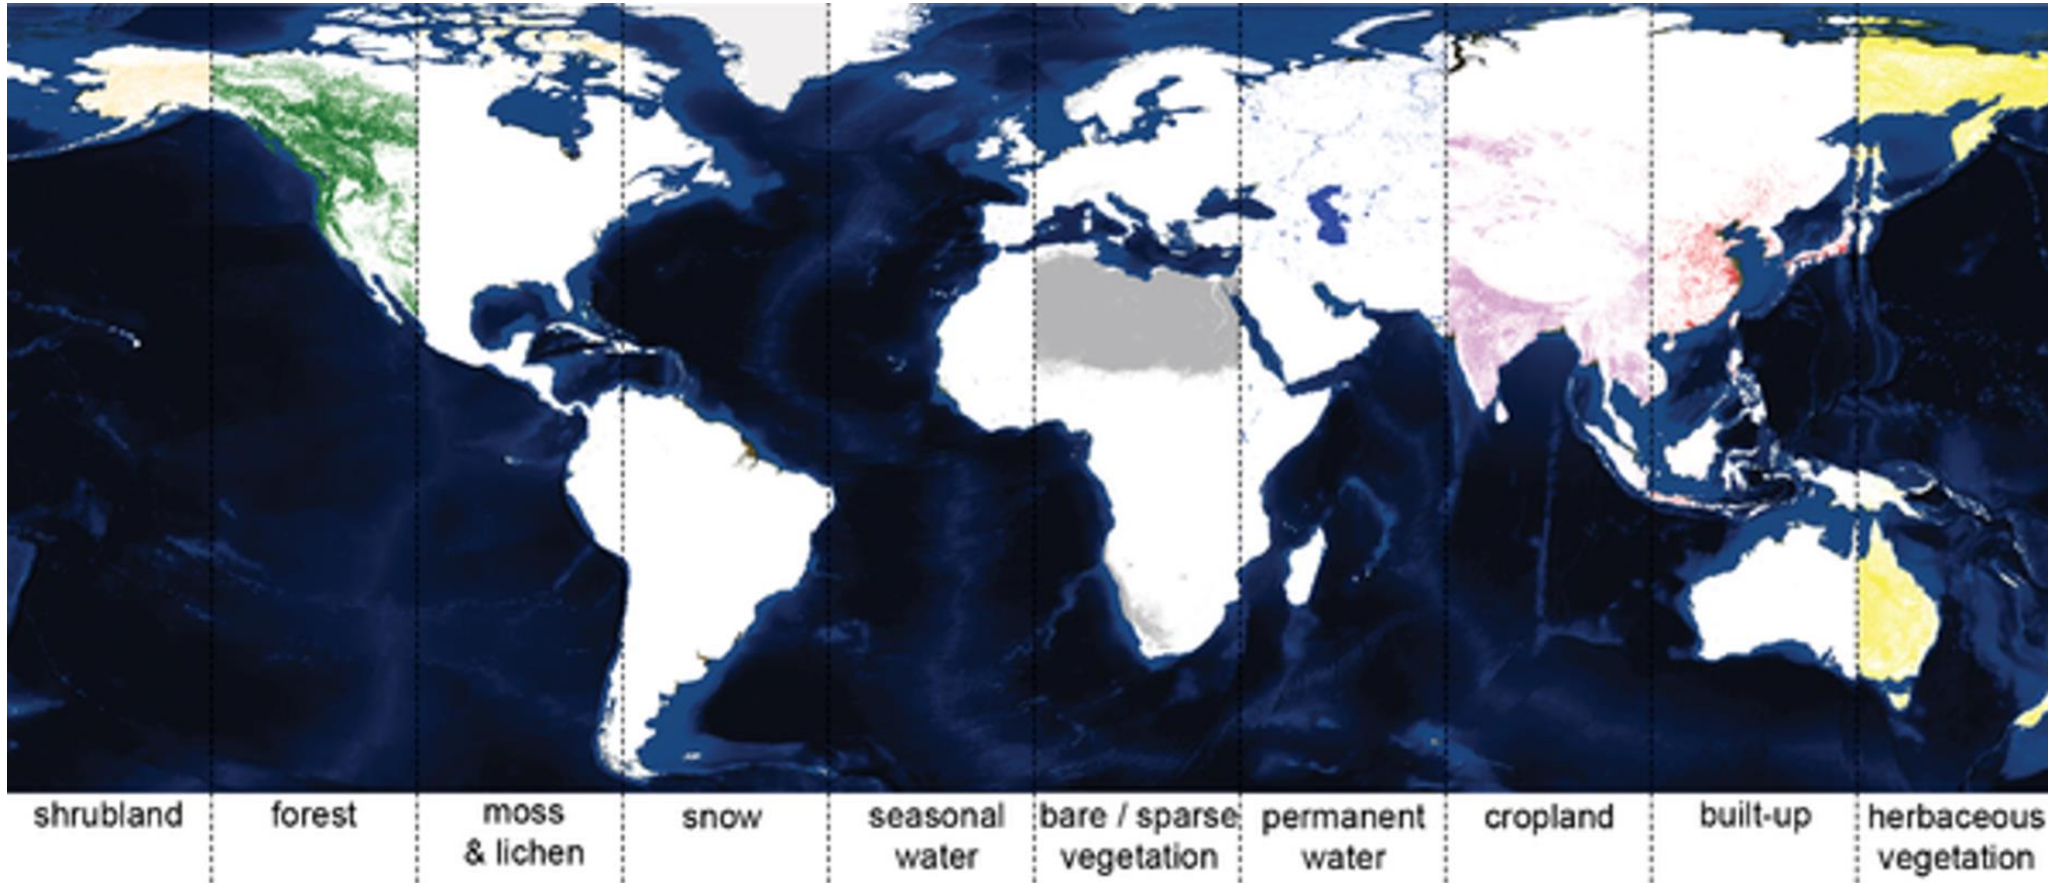 shrubland
forest
moss
& lichen
snow
seasonal
water
bare / sparse
vegetation
permanent
water
cropland
built-up
herbaceous
vegetation